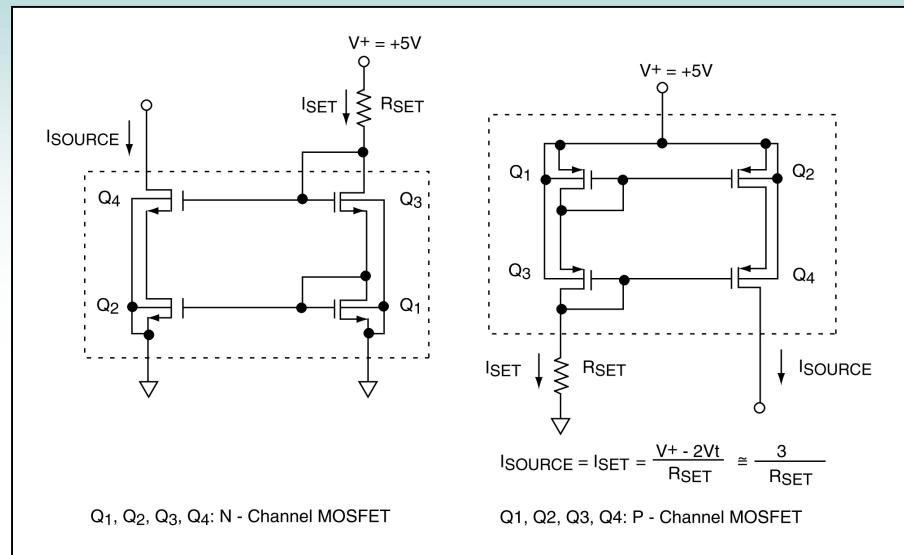 V+ = +5V
ISET
RSET
ISOURCE
Q4
Q3
Q2
Q1
Q1, Q2, Q3, Q4: N - Channel MOSFET
V+ = +5V
Q1
Q2
Q3
Q4
ISET
RSET
ISOURCE
ISOURCE = ISET = V+ - 2Vt / RSET ≅ 3 / RSET
Q1, Q2, Q3, Q4: P - Channel MOSFET